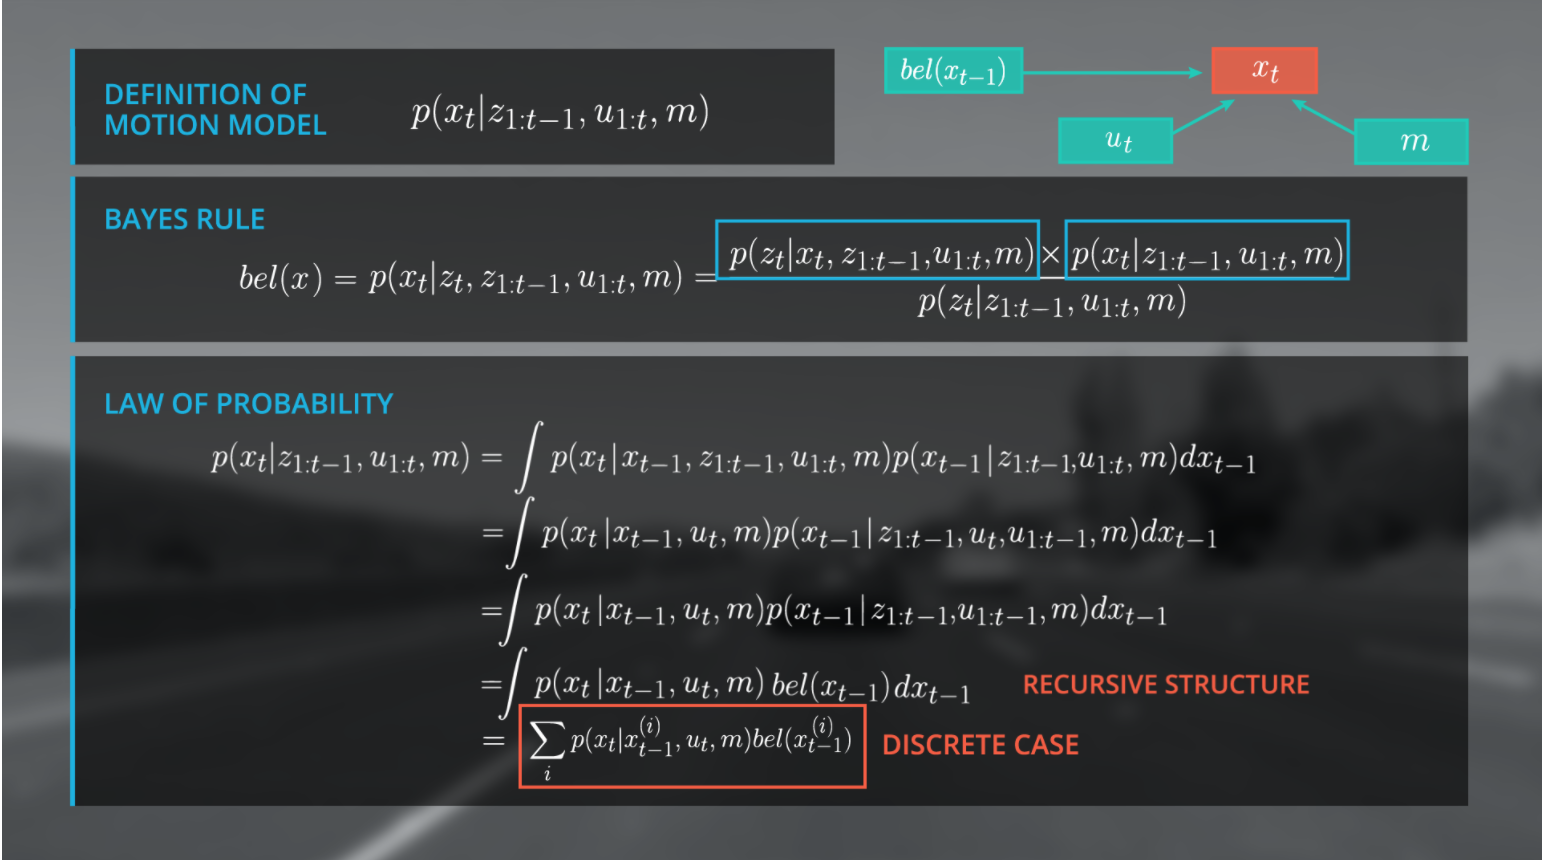 DEFINITION OF
MOTION MODEL
p(x_t|z_{1:t−1}, u_{1:t}, m)
bel(x_{t−1})
x_t
u_t
m
BAYES RULE
bel(x) = p(x_t|z_t, z_{1:t−1}, u_{1:t}, m) = \frac{p(z_t|x_t, z_{1:t−1},u_{1:t},m) × p(x_t|z_{1:t−1}, u_{1:t}, m)}{p(z_t|z_{1:t−1}, u_{1:t}, m)}
LAW OF PROBABILITY
p(x_t|z_{1:t−1}, u_{1:t}, m) = ∫ p(x_t|x_{t−1}, z_{1:t−1}, u_{1:t}, m)p(x_{t−1}|z_{1:t−1},u_{1:t}, m)dx_{t−1}
= ∫ p(x_t|x_{t−1}, u_t, m)p(x_{t−1}|z_{1:t−1}, u_t,u_{1:t−1}, m)dx_{t−1}
= ∫ p(x_t|x_{t−1}, u_t, m)p(x_{t−1}|z_{1:t−1},u_{1:t−1}, m)dx_{t−1}
= ∫ p(x_t|x_{t−1}, u_t, m) bel(x_{t−1})dx_{t−1} RECURSIVE STRUCTURE
= ∑_i p(x_t|x_{t−1}^{(i)}, u_t, m)bel(x_{t−1}^{(i)}) DISCRETE CASE